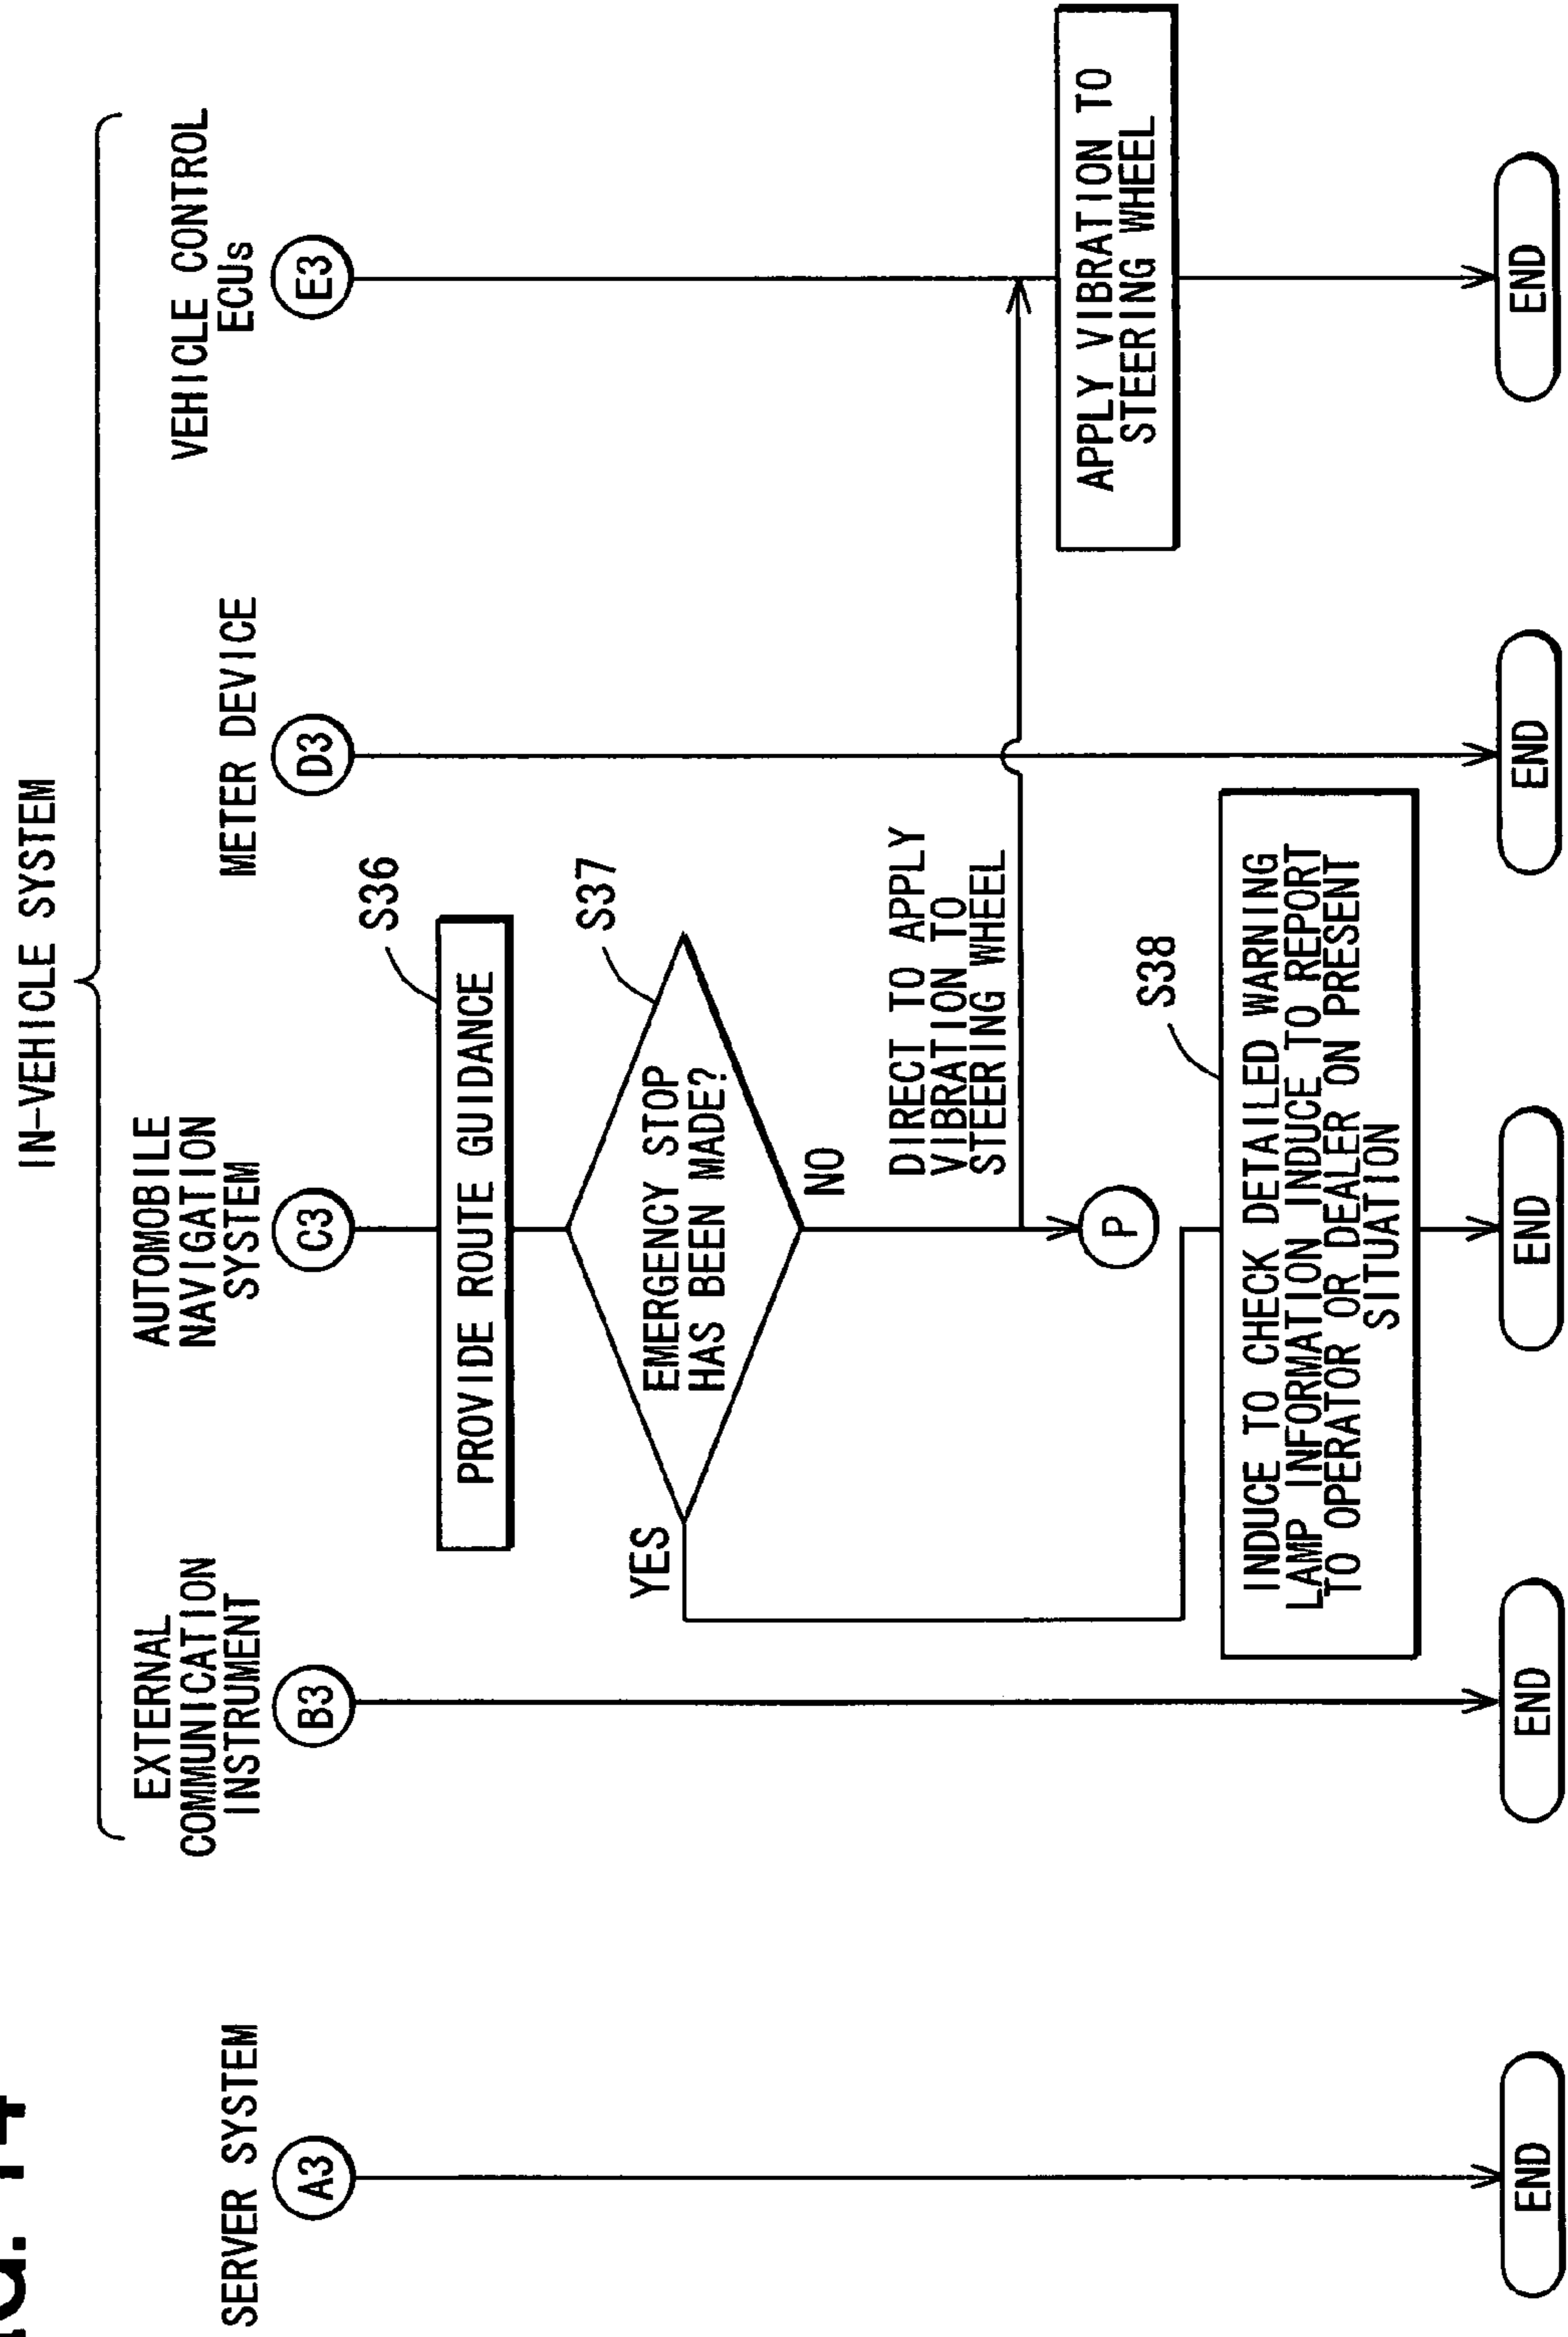 IN-VEHICLE SYSTEM
SERVER SYSTEM
EXTERNAL
COMMUNICATION
INSTRUMENT
AUTOMOBILE
NAVIGATION
SYSTEM
METER DEVICE
VEHICLE CONTROL
ECUs
A3
B3
C3
D3
E3
S36
PROVIDE ROUTE GUIDANCE
S37
EMERGENCY STOP
HAS BEEN MADE?
YES
NO
DIRECT TO APPLY
VIBRATION TO
STEERING WHEEL
P
APPLY VIBRATION TO
STEERING WHEEL
S38
INDUCE TO CHECK DETAILED WARNING
LAMP INFORMATION INDUCE TO REPORT
TO OPERATOR OR DEALER ON PRESENT
SITUATION
END
END
END
END
END